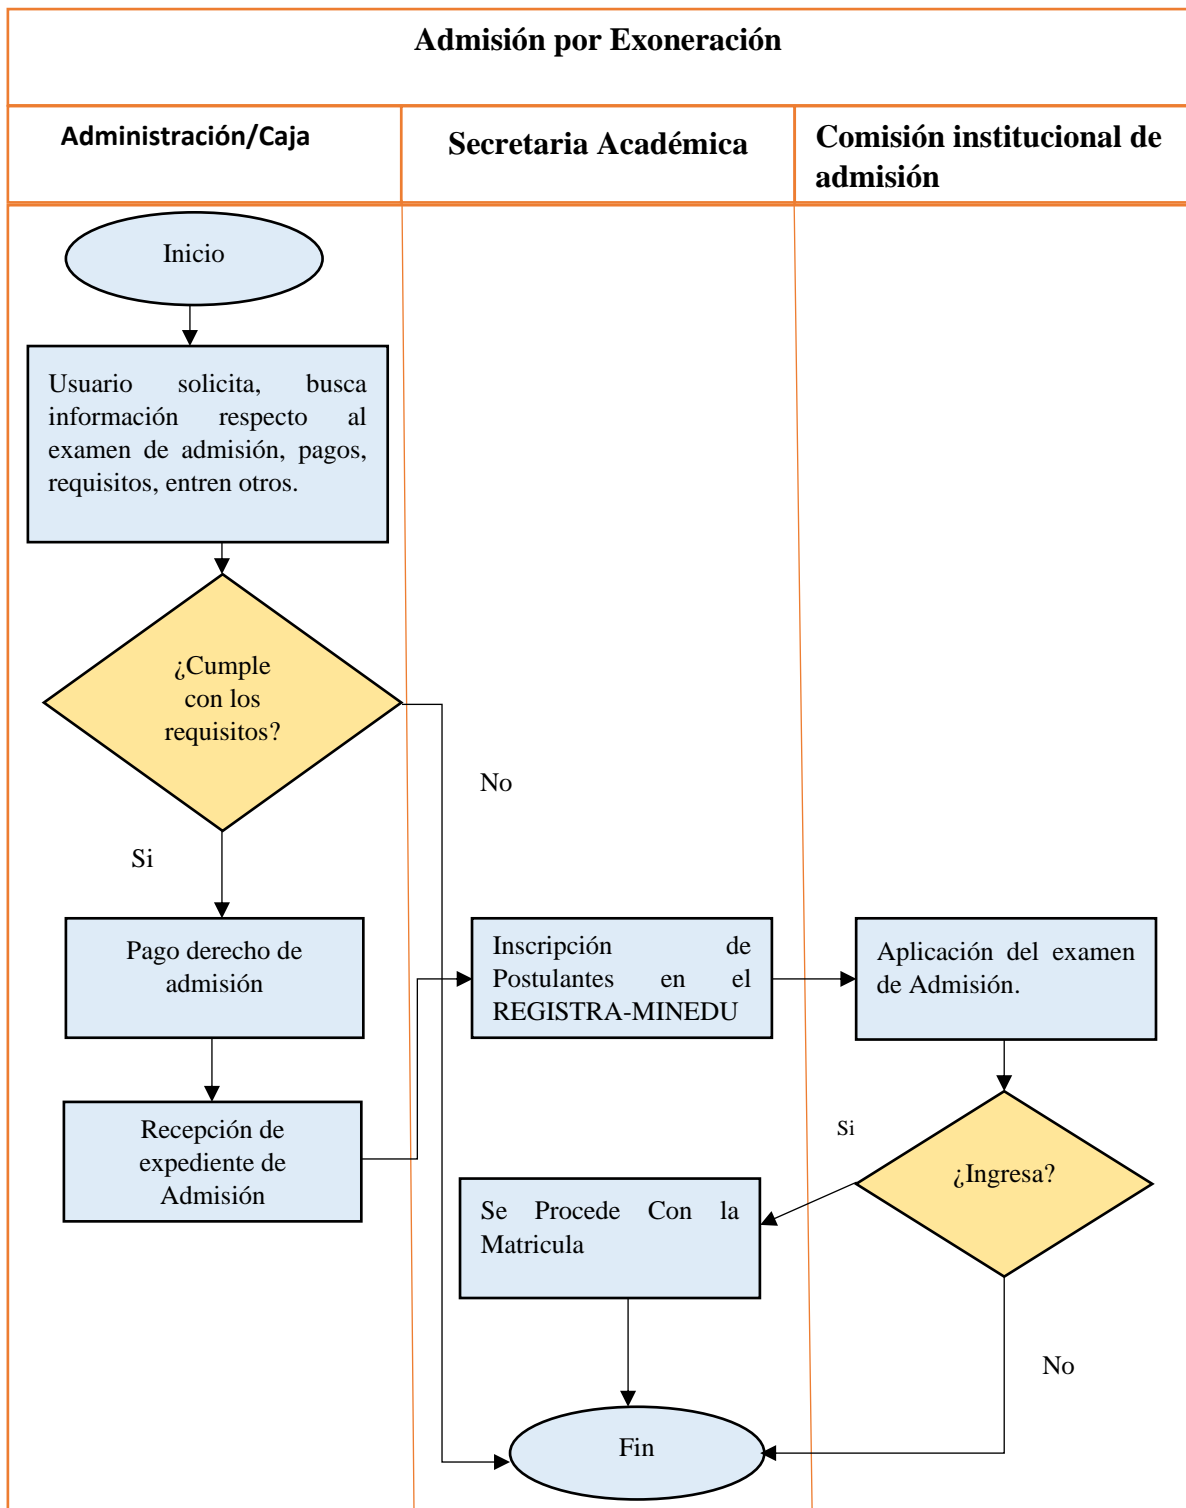 Admisión por Exoneración
Administración/Caja
Secretaria Académica
Comisión institucional de
admisión
Inicio
Usuario solicita, busca
información respecto al
examen de admisión, pagos,
requisitos, entren otros.
¿Cumple
con los
requisitos?
No
Si
Pago derecho de
admisión
Inscripción de
Postulantes en el
REGISTRA-MINEDU
Aplicación del examen
de Admisión.
Recepción de
expediente de
Admisión
Si
¿Ingresa?
Se Procede Con la
Matricula
No
Fin